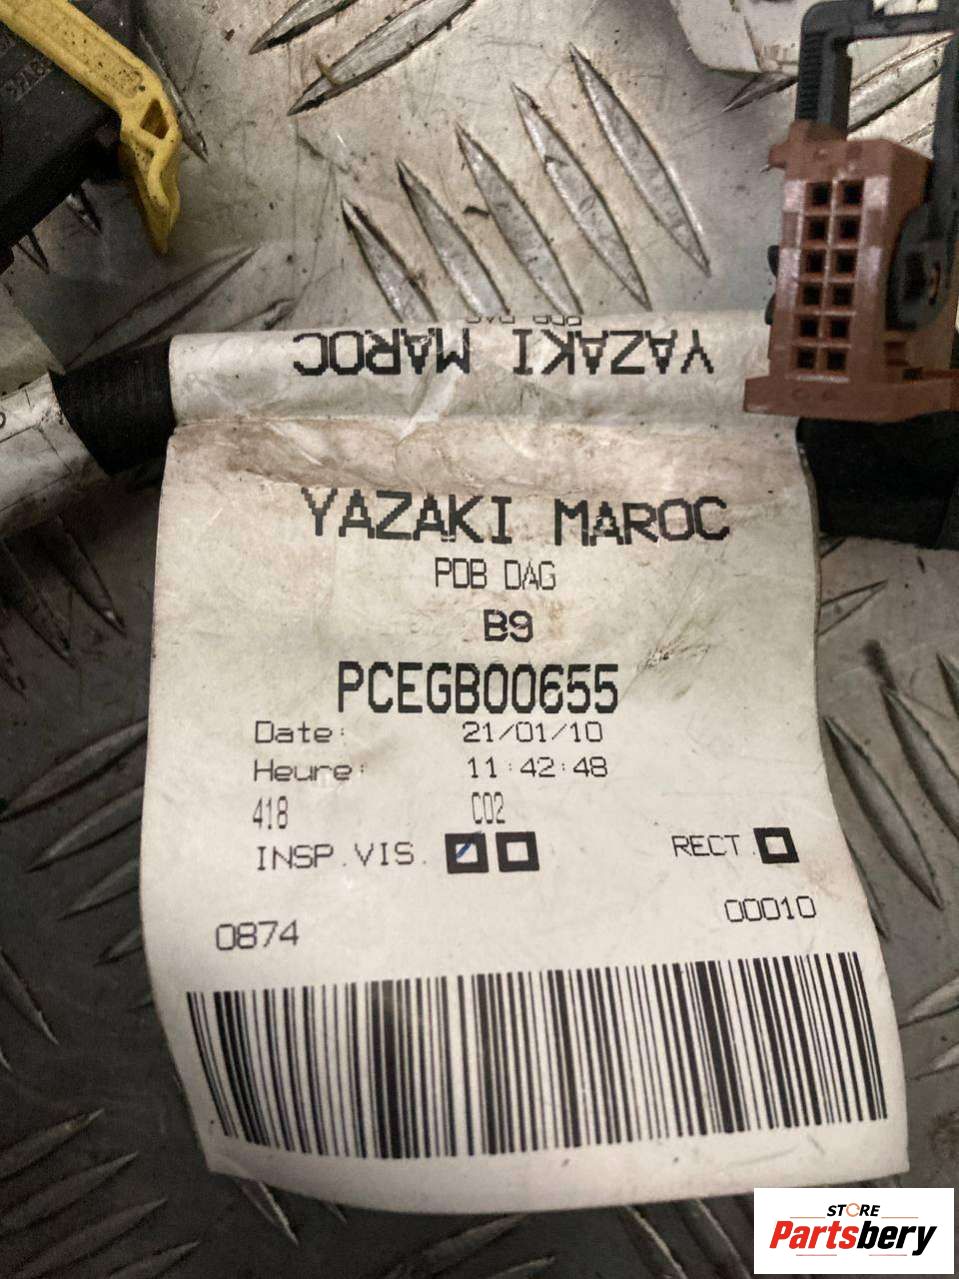 YAZAKI MAROC
YAZAKI MAROC
PDB DAG
B9
PCEGB00655
Date: 21/01/10
Heure: 11:42:48
418 C02
INSP.VIS. RECT.
0874 00010
STORE
Partsbery